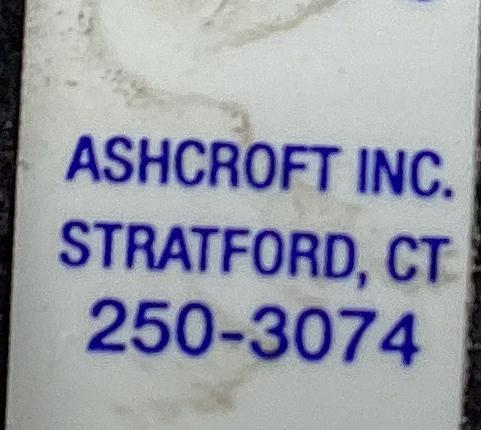 ASHCROFT INC.
STRATFORD, CT
250-3074